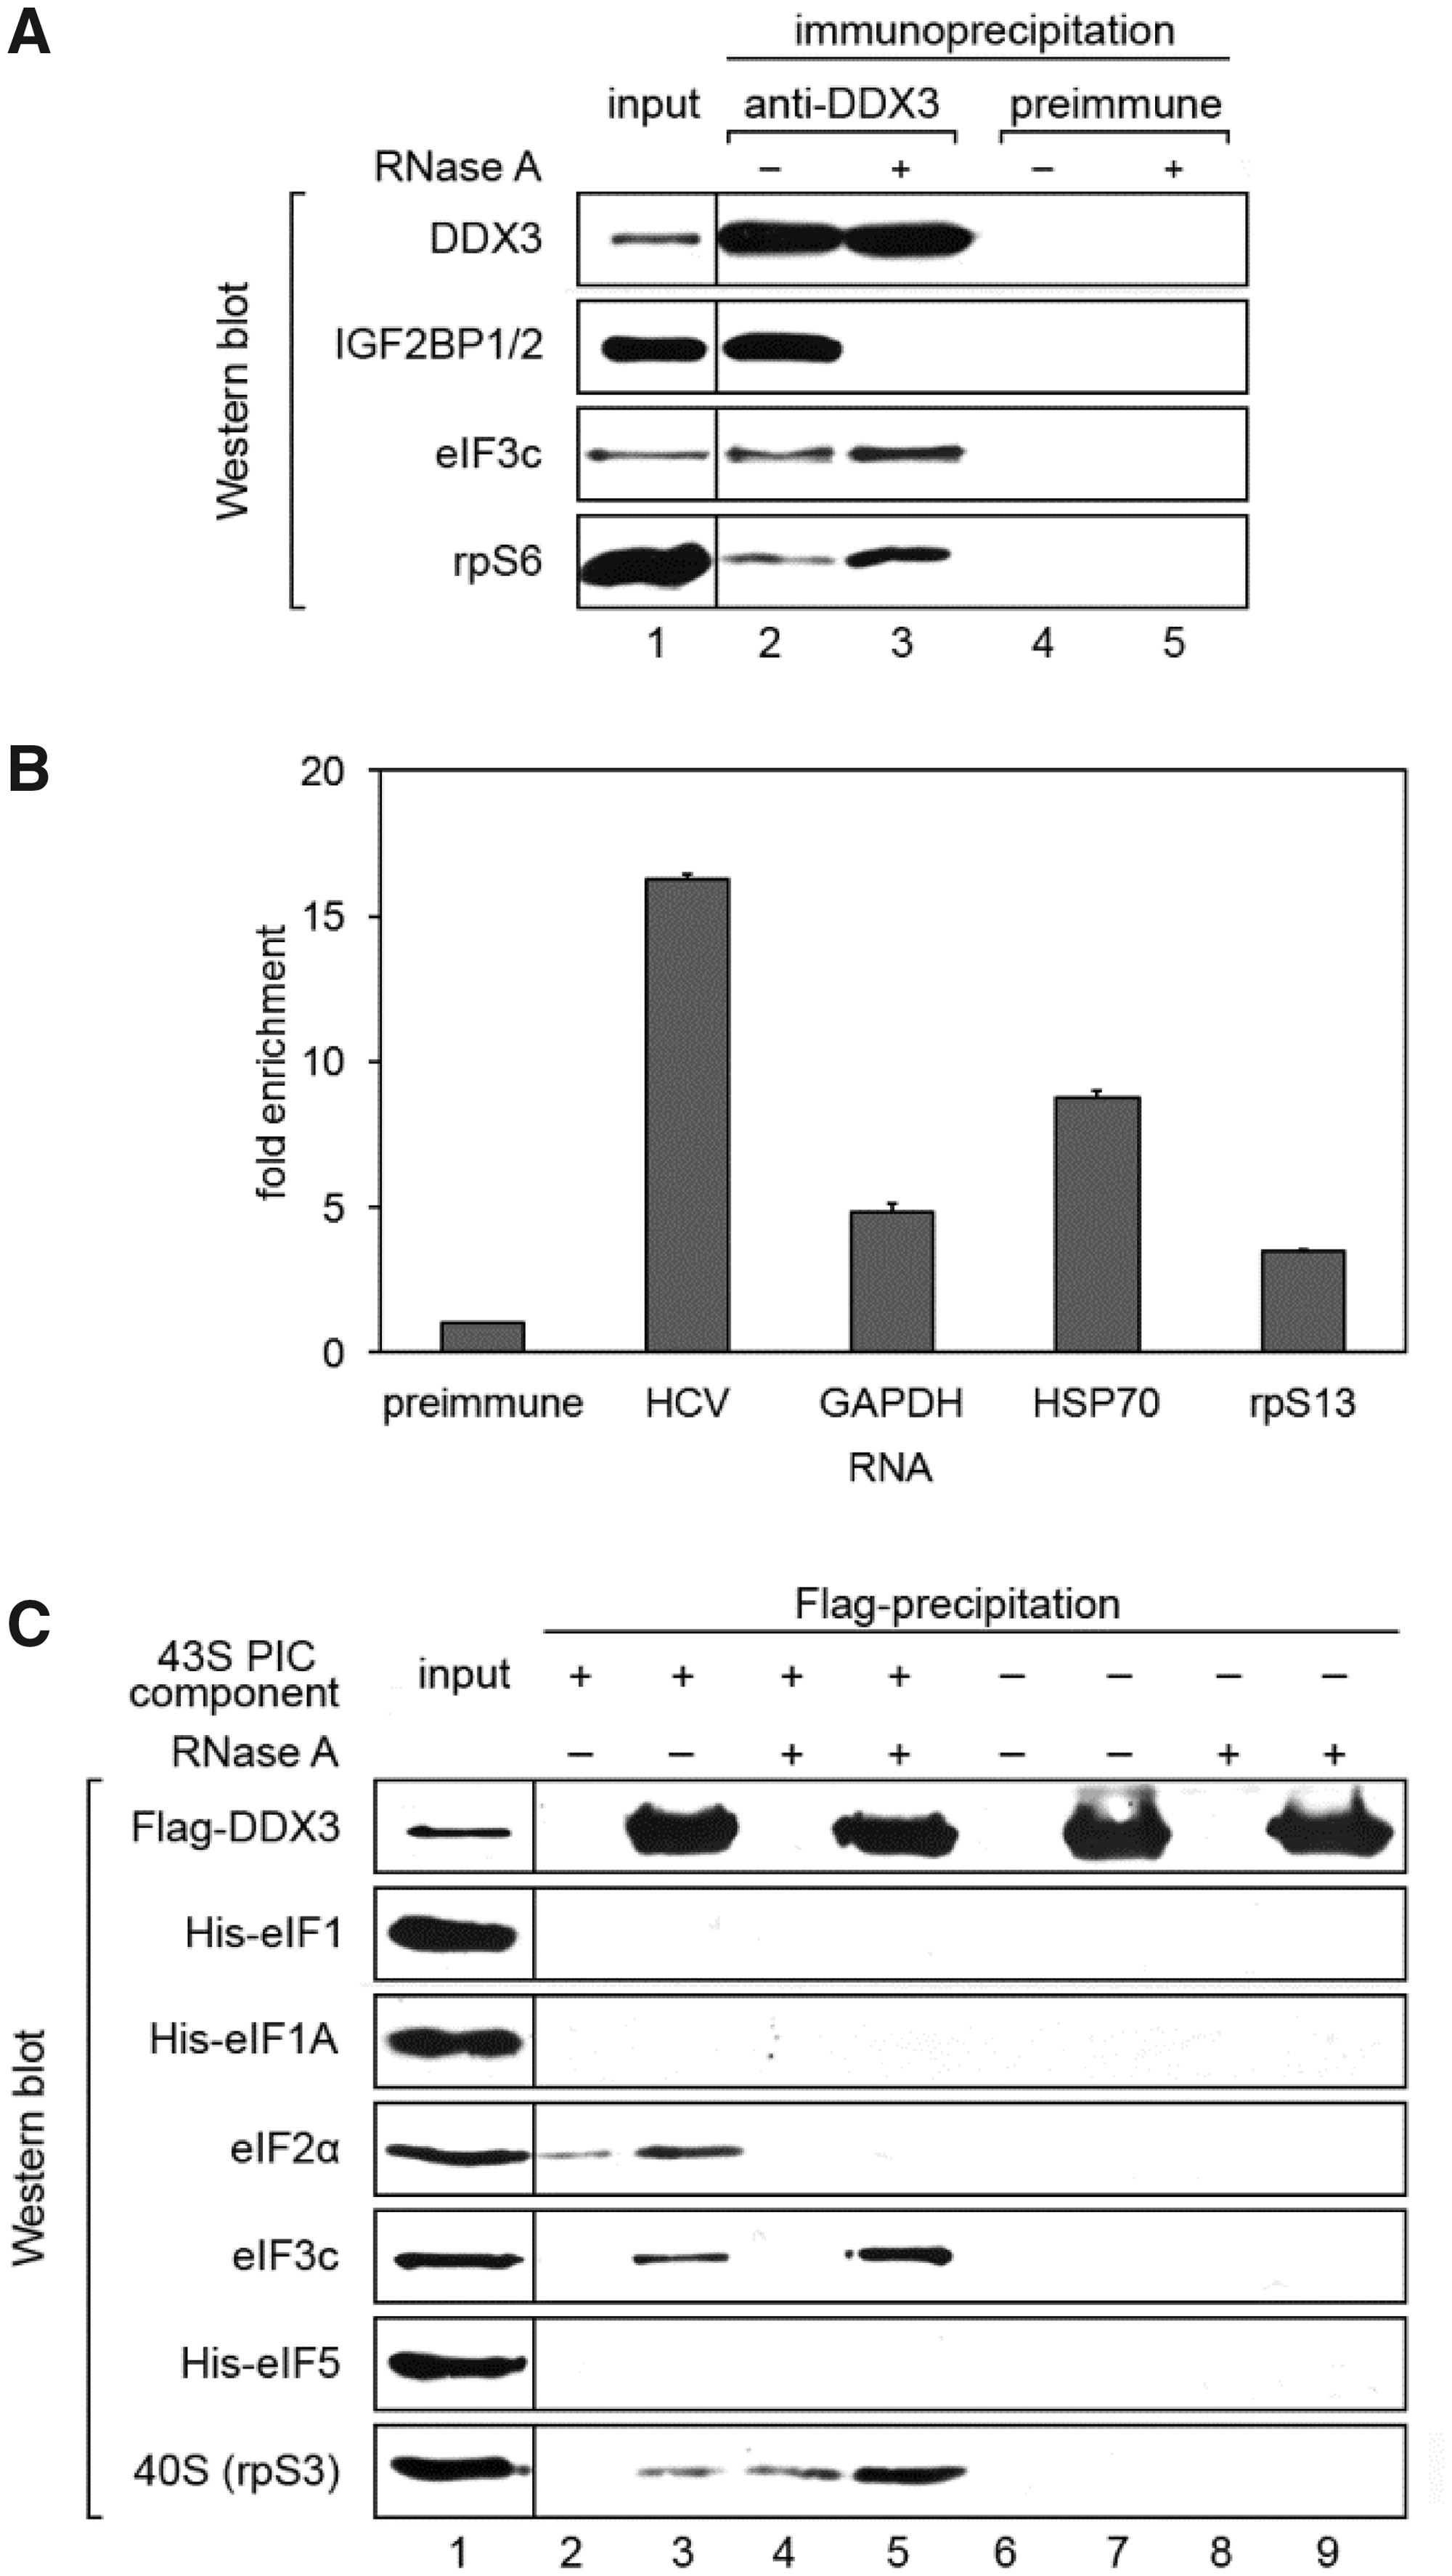 A
immunoprecipitation
input anti-DDX3 preimmune
RNase A – + – +
Western blot
DDX3
IGF2BP1/2
eIF3c
rpS6
1 2 3 4 5
B
20
15
10
5
0
fold enrichment
preimmune HCV GAPDH HSP70 rpS13
RNA
C
Flag-precipitation
43S PIC
component
input + + + + – – – –
RNase A – – + + – – + +
Western blot
Flag-DDX3
His-eIF1
His-eIF1A
eIF2α
eIF3c
His-eIF5
40S (rpS3)
1 2 3 4 5 6 7 8 9